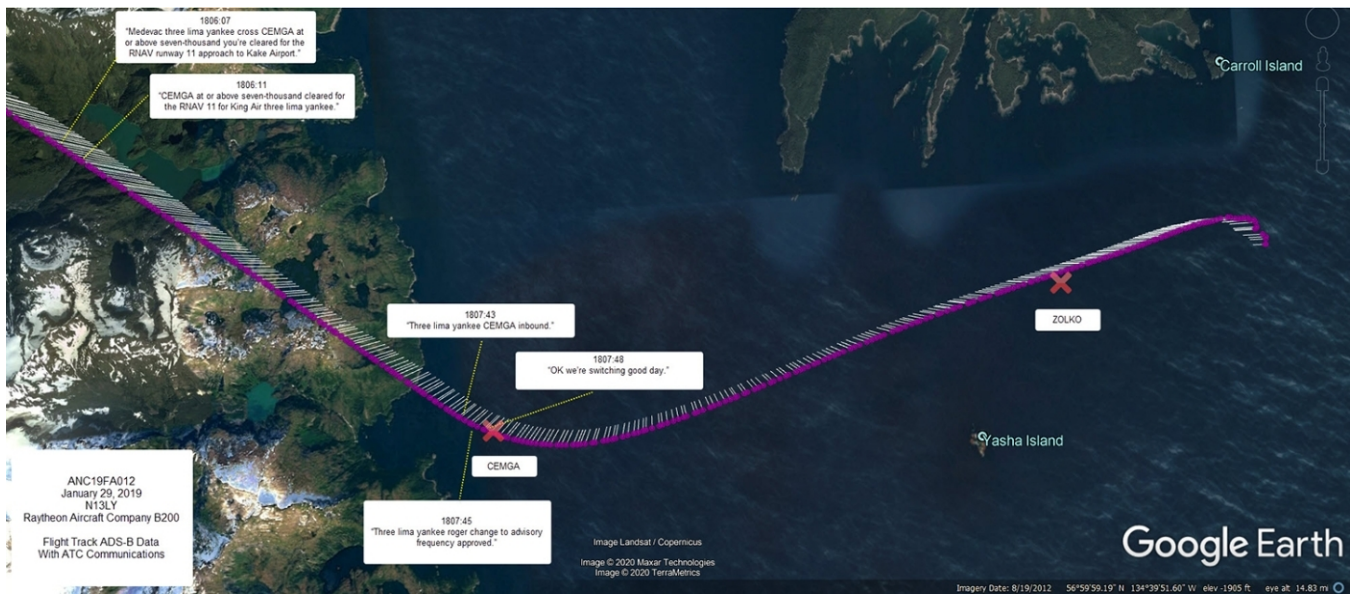 1806:07
"Medevac three lima yankee cross CEMGA at
or above seven-thousand you're cleared for the
RNAV runway 11 approach to Kake Airport."
1806:11
"CEMGA at or above seven-thousand cleared for
the RNAV 11 for King Air three lima yankee."
Carroll Island
1807:43
"Three lima yankee CEMGA inbound."
ZOLKO
1807:48
"OK we're switching good day."
Yasha Island
CEMGA
ANC19FA012
January 29, 2019
N13LY
Raytheon Aircraft Company B200
Flight Track ADS-B Data
With ATC Communications
1807:45
"Three lima yankee roger change to advisory
frequency approved."
Image Landsat / Copernicus
Image © 2020 Maxar Technologies
Image © 2020 TerraMetrics
Google Earth
Imagery Date: 8/19/2012 56°59'59.19" N 134°39'51.60" W elev -1905 ft eye alt 14.83 mi